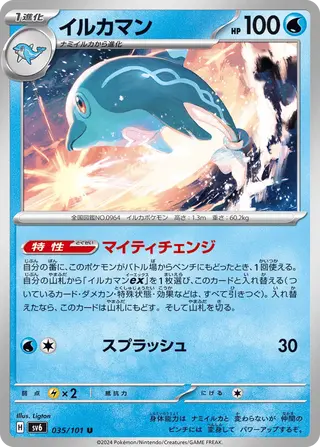 1進化
イルカマン
HP 100
ナミイルカから進化
全国図鑑NO.0964 イルカポケモン 高さ:1.3m 重さ:60.2kg
特性 マイティチェンジ
自分の番に、このポケモンがバトル場からベンチにもどったとき、1回使える。
自分の山札から「イルカマンex」を1枚選び、このカードと入れ替える(つ
いているカード・ダメカン・特殊状態・効果などは、すべて引きつぐ)。入れ替
えたなら、このカードを山札にもどす。そして山札を切る。
スプラッシュ 30
弱点 ×2 抵抗力 にげる
Illus. Ligton
H sv6 035/101 U
身体能力は ナミイルカと 変わらないが 仲間の
ピンチには 変身して パワーアップする。
©2024 Pokémon/Nintendo/Creatures/GAME FREAK.